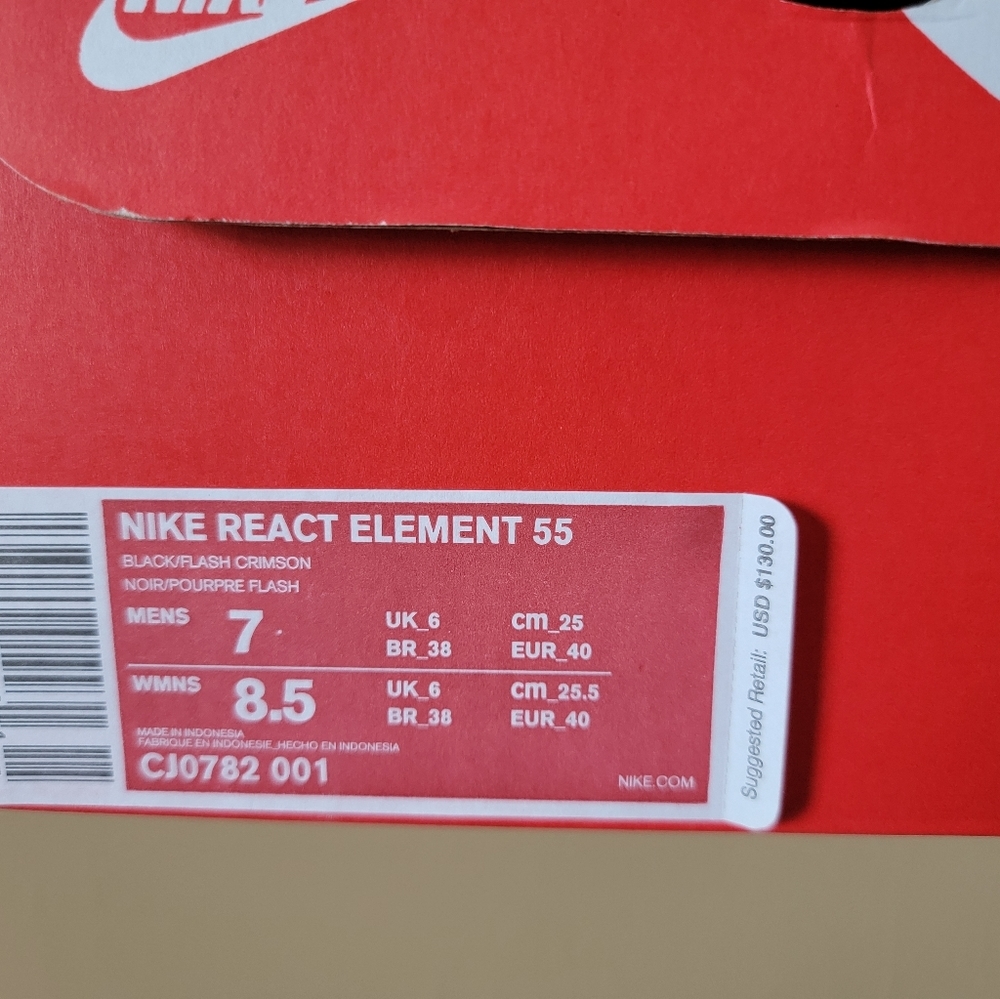 NIKE
NIKE REACT ELEMENT 55
BLACK/FLASH CRIMSON
NOIR/POURPRE FLASH
MENS 7 UK_6 cm_25
BR_38 EUR_40
WMNS 8.5 UK_6 cm_25.5
BR_38 EUR_40
MADE IN INDONESIA
FABRIQUE EN INDONESIE_HECHO EN INDONESIA
CJ0782 001
NIKE.COM
Suggested Retail: USD $130.00